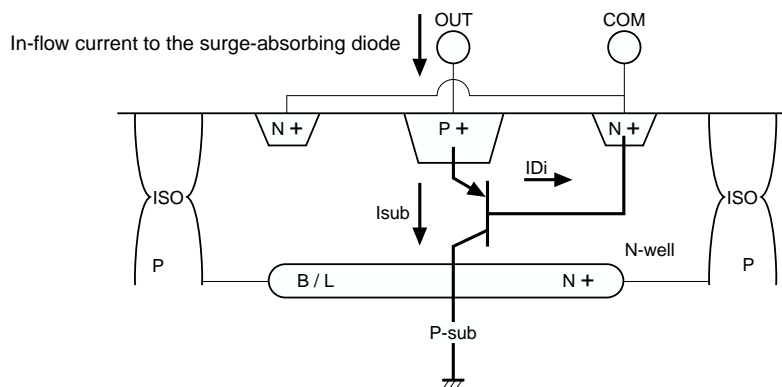 OUT
COM
In-flow current to the surge-absorbing diode
N +
P +
N +
IDi
ISO
ISO
Isub
N-well
P
P
B / L
N +
P-sub